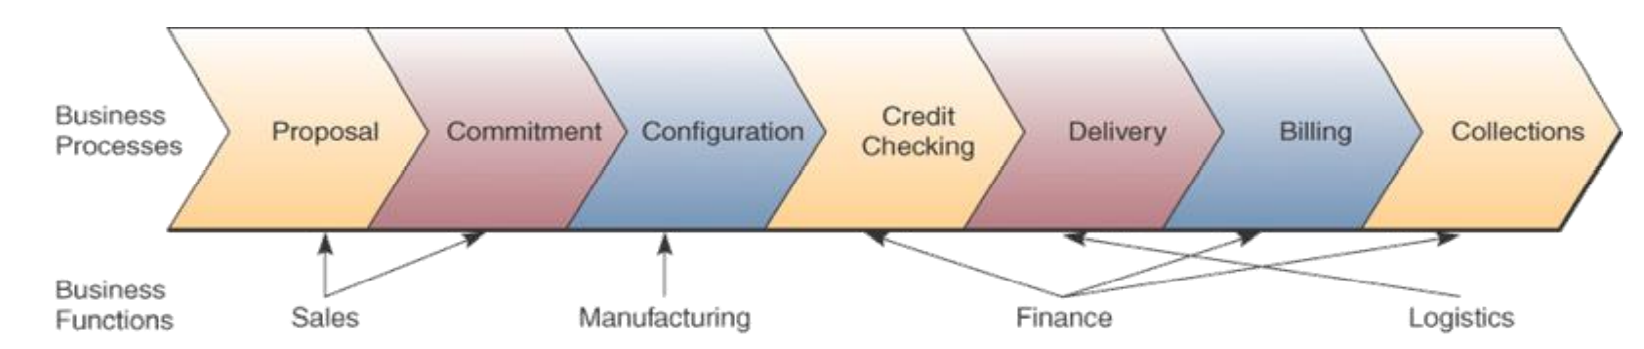 Business
Processes
Proposal
Commitment
Configuration
Credit
Checking
Delivery
Billing
Collections
Business
Functions
Sales
Manufacturing
Finance
Logistics